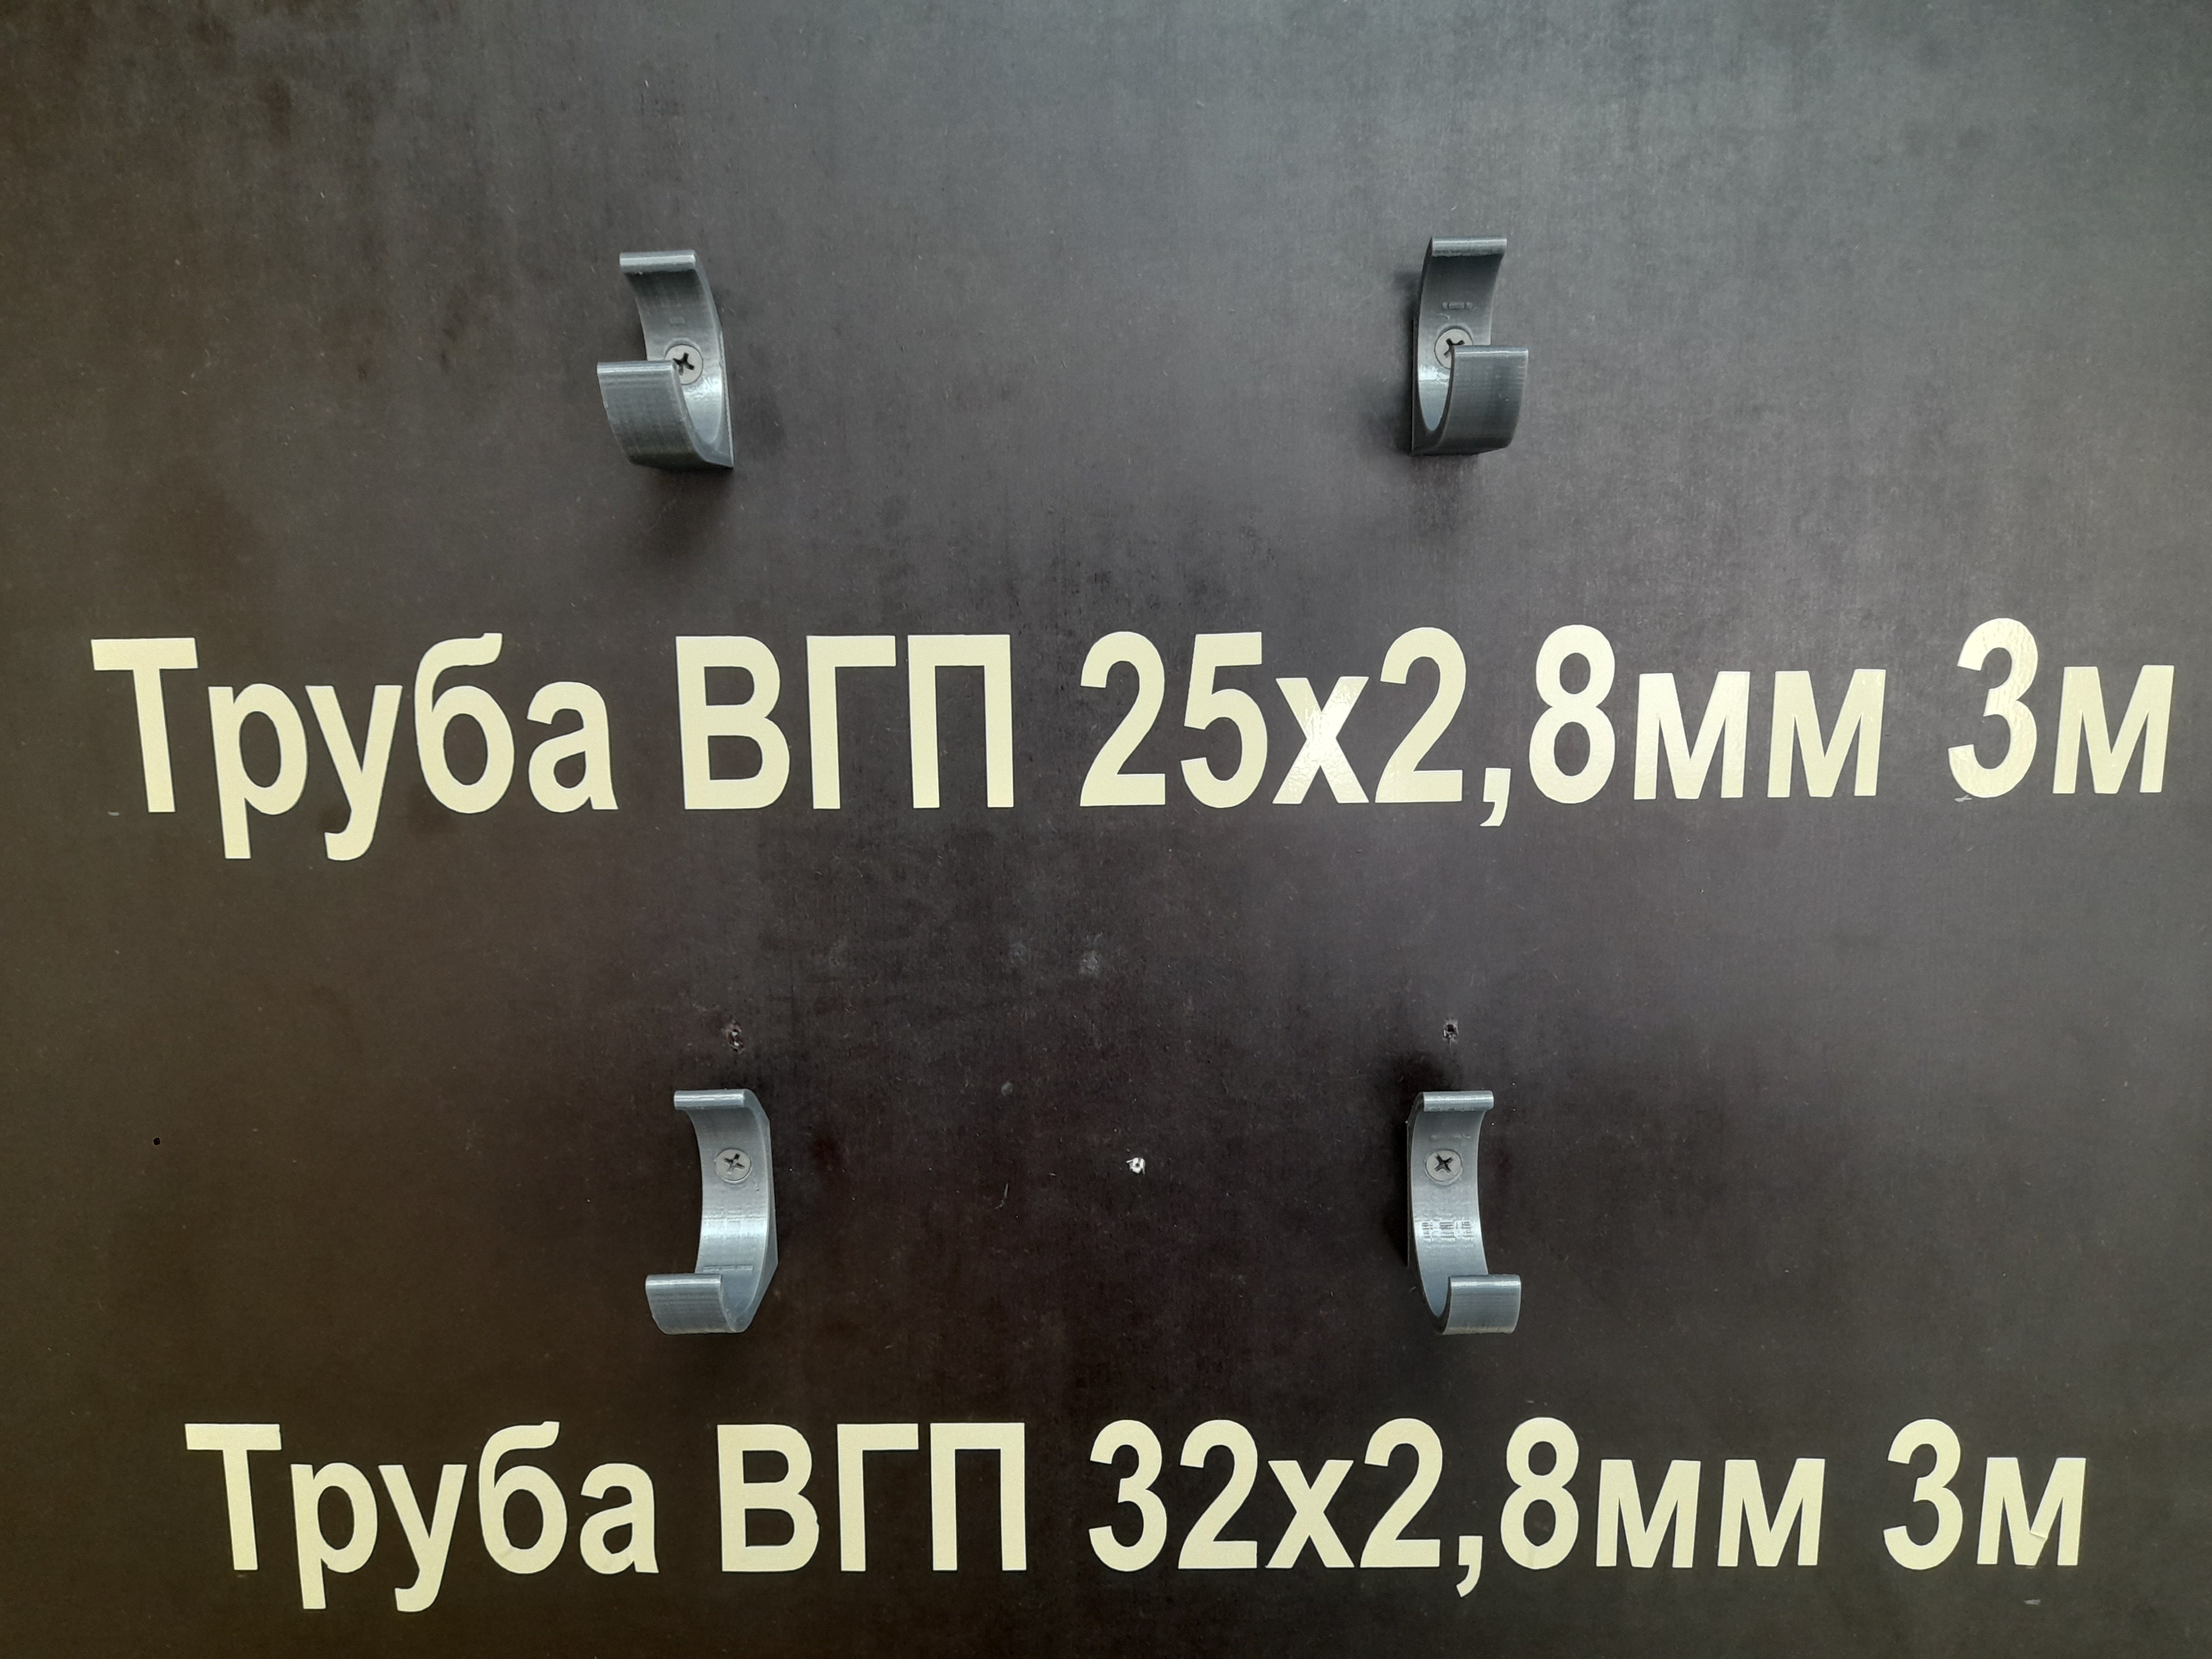 Труба ВГП 25х2,8мм 3м
Труба ВГП 32х2,8мм 3м